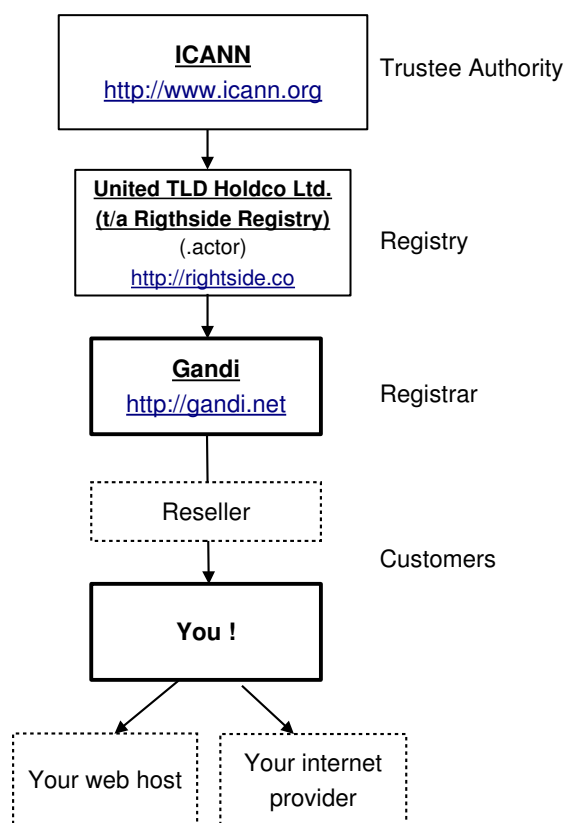 ICANN
http://www.icann.org
Trustee Authority
United TLD Holdco Ltd.
(t/a Rigthside Registry)
(.actor)
http://rightside.co
Registry
Gandi
http://gandi.net
Registrar
Reseller
Customers
You !
Your web host
Your internet
provider